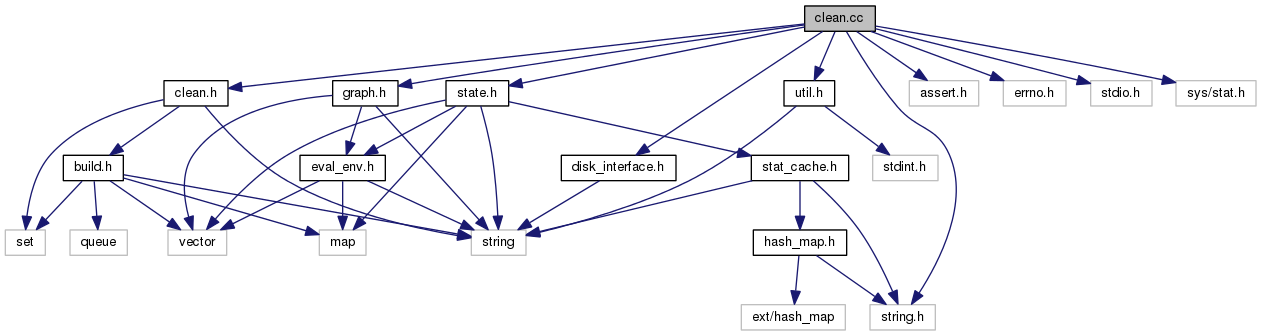 clean.cc
clean.h
graph.h
state.h
util.h
assert.h
errno.h
stdio.h
sys/stat.h
build.h
eval_env.h
disk_interface.h
stat_cache.h
stdint.h
set
queue
vector
map
string
hash_map.h
ext/hash_map
string.h